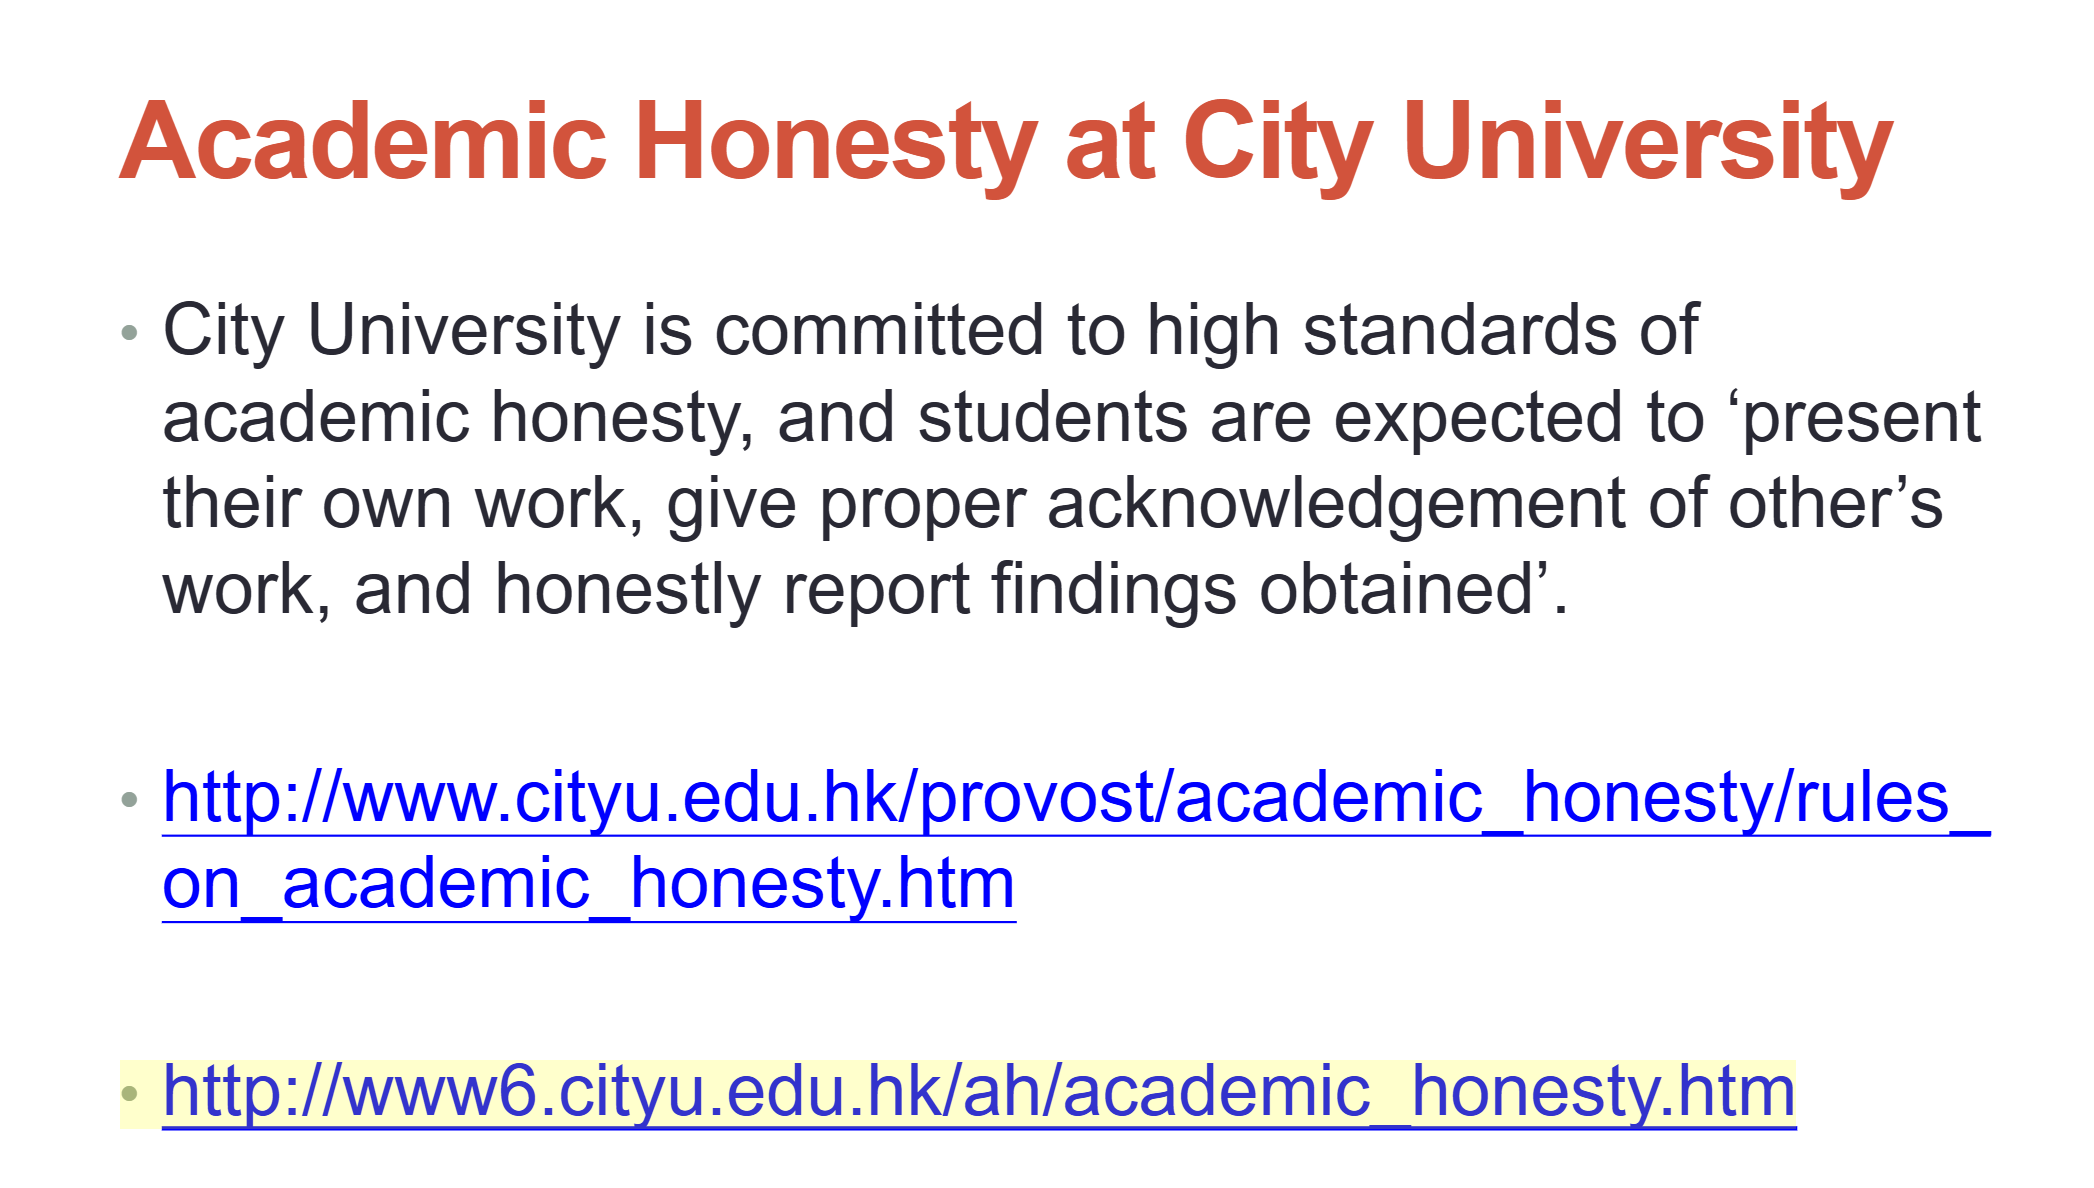 Academic Honesty at City University
• City University is committed to high standards of
academic honesty, and students are expected to ‘present
their own work, give proper acknowledgement of other’s
work, and honestly report findings obtained’.
• http://www.cityu.edu.hk/provost/academic_honesty/rules_
on_academic_honesty.htm
• http://www6.cityu.edu.hk/ah/academic_honesty.htm